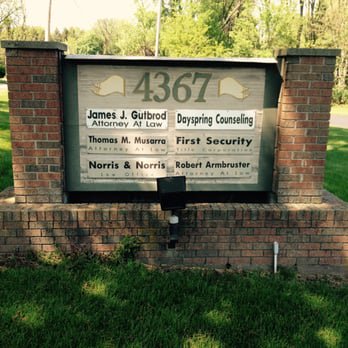 4367
James J. Gutbrod
Attorney At Law
Dayspring Counseling
Thomas M. Musarra
Attorney At Law
First Security
Title Corporation
Norris & Norris
Law Offices
Robert Armbruster
Attorney At Law